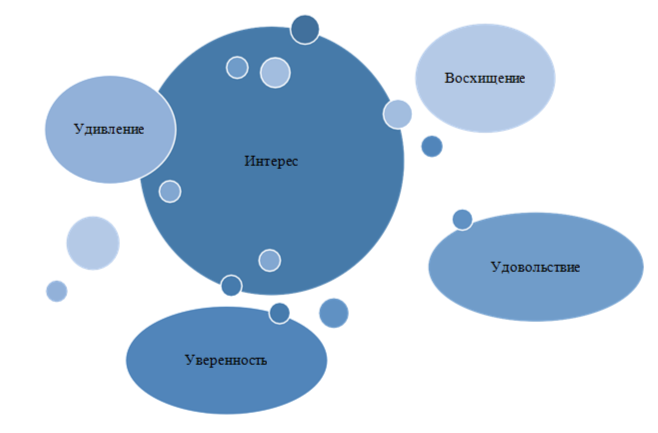 Восхищение
Удивление
Интерес
Удовольствие
Уверенность